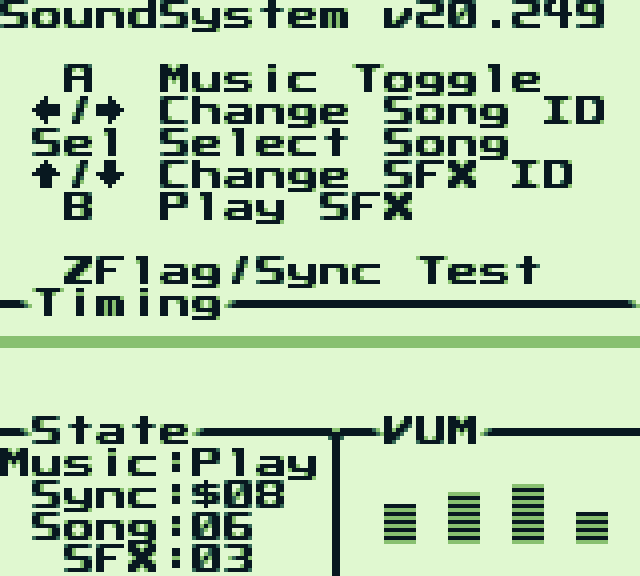 SoundSystem v20.249
A Music Toggle
←/→ Change Song ID
Sel Select Song
↑/↓ Change SFX ID
B Play SFX
ZFlag/Sync Test
Timing
State
Music:Play
Sync:$08
Song:06
SFX:03
VUM